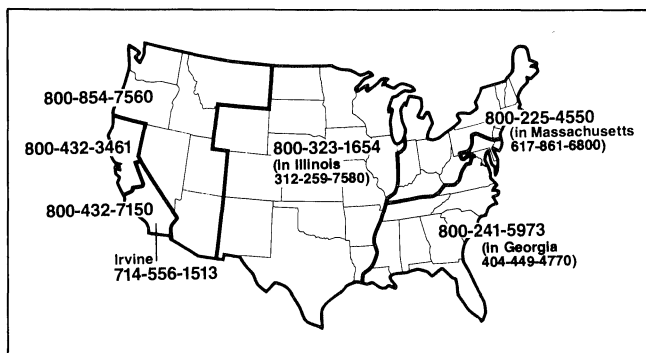 800-854-7560
800-432-3461
800-432-7150
Irvine
714-556-1513
800-323-1654
(in Illinois
312-259-7580)
800-225-4550
(in Massachusetts
617-861-6800)
800-241-5973
(in Georgia
404-449-4770)